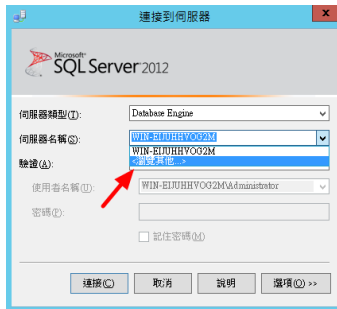 連接到伺服器
x
Microsoft
SQL Server 2012
伺服器類型(T):
Database Engine
伺服器名稱(S):
WIN-EIJUHHVOG2M
WIN-EIJUHHVOG2M
<瀏覽其他...>
驗證(A):
使用者名稱(U):
WIN-EIJUHHVOG2M\Administrator
密碼(P):
記住密碼(M)
連接(C)
取消
說明
選項(O) >>